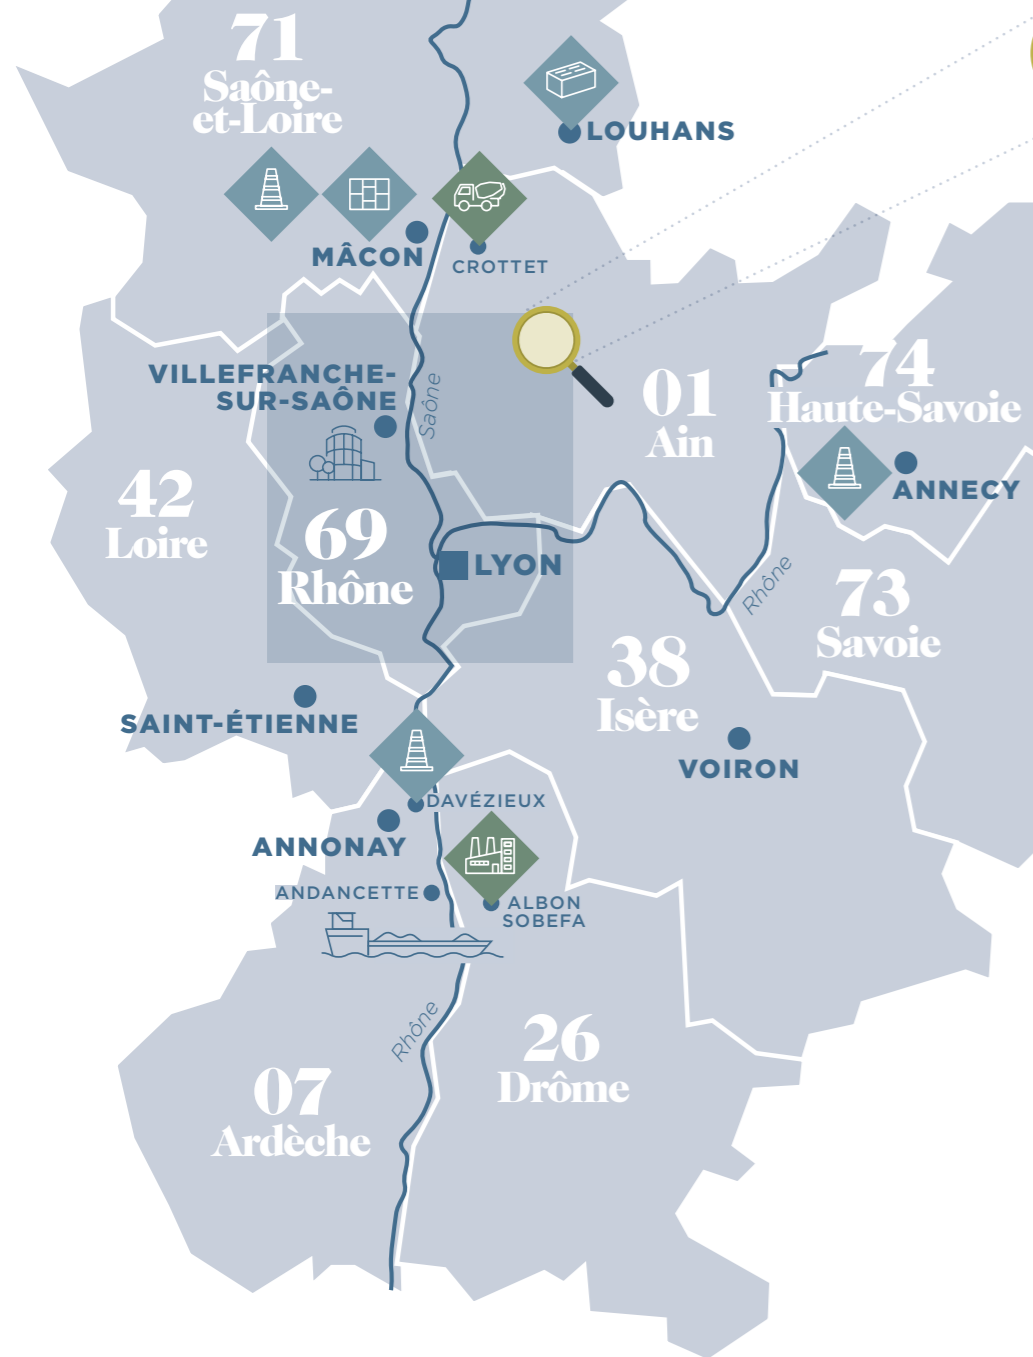 71
Saône-
et-Loire
LOUHANS
MÂCON
CROTTET
VILLEFRANCHE-
SUR-SAÔNE
Saône
01
Ain
74
Haute-Savoie
ANNECY
42
Loire
69
Rhône
LYON
Rhône
73
Savoie
38
Isère
SAINT-ÉTIENNE
VOIRON
DAVÉZIEUX
ANNONAY
ANDANCETTE
ALBON
SOBEFA
Rhône
26
Drôme
07
Ardèche